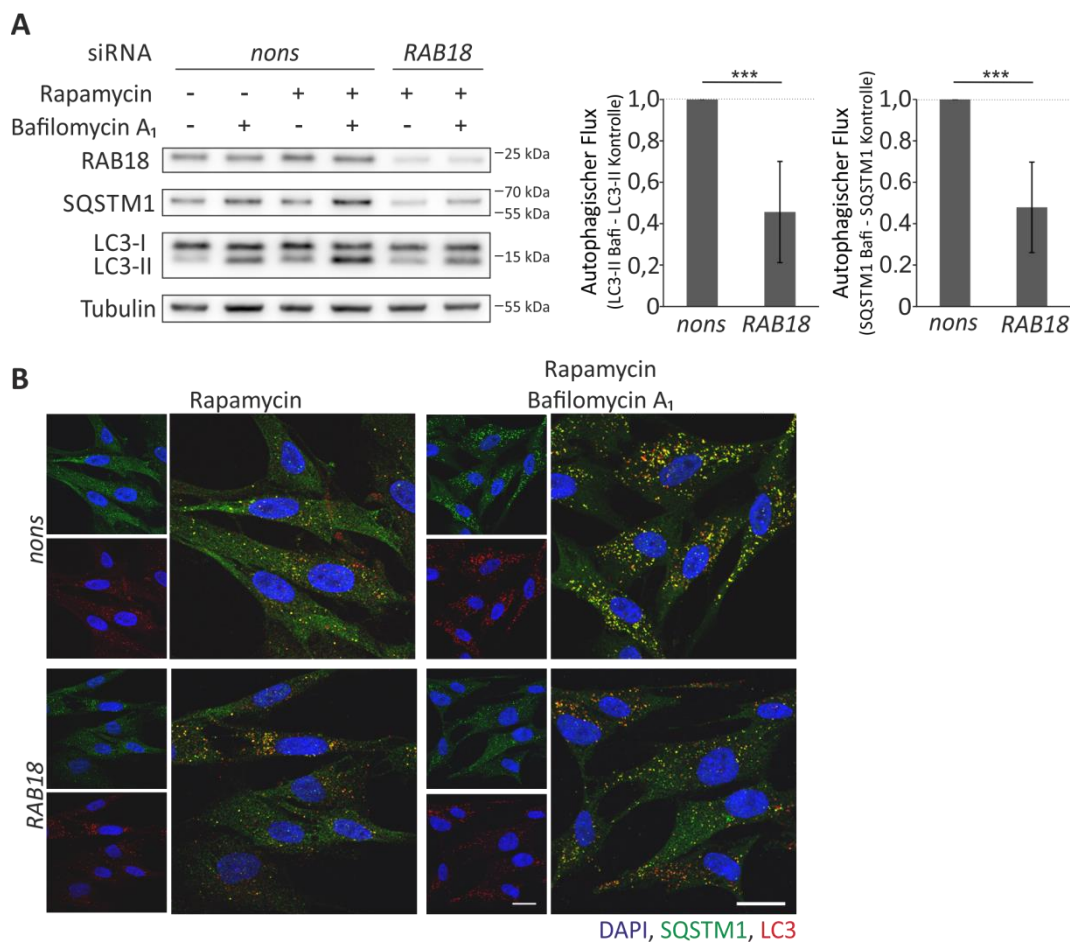 A
siRNA nons RAB18
Rapamycin - - + + + +
Bafilomycin A₁ - + - + - +
RAB18 25 kDa
SQSTM1 70 kDa
55 kDa
LC3-I
LC3-II 15 kDa
Tubulin 55 kDa
***
Autophagischer Flux
(LC3-II Bafi - LC3-II Kontrolle)
1,0
0,8
0,6
0,4
0,2
0
nons RAB18
***
Autophagischer Flux
(SQSTM1 Bafi - SQSTM1 Kontrolle)
1,0
0,8
0,6
0,4
0,2
0
nons RAB18
B
Rapamycin
Rapamycin
Bafilomycin A₁
nons
RAB18
DAPI, SQSTM1, LC3